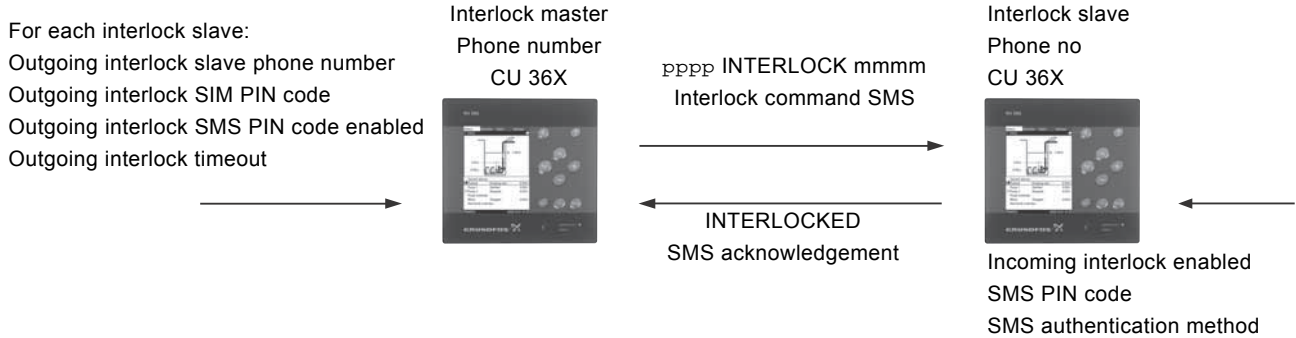 For each interlock slave:
Outgoing interlock slave phone number
Outgoing interlock SIM PIN code
Outgoing interlock SMS PIN code enabled
Outgoing interlock timeout
Interlock master
Phone number
CU 36X
GRUNDFOS
pppp INTERLOCK mmmm
Interlock command SMS
INTERLOCKED
SMS acknowledgement
Interlock slave
Phone no
CU 36X
GRUNDFOS
Incoming interlock enabled
SMS PIN code
SMS authentication method